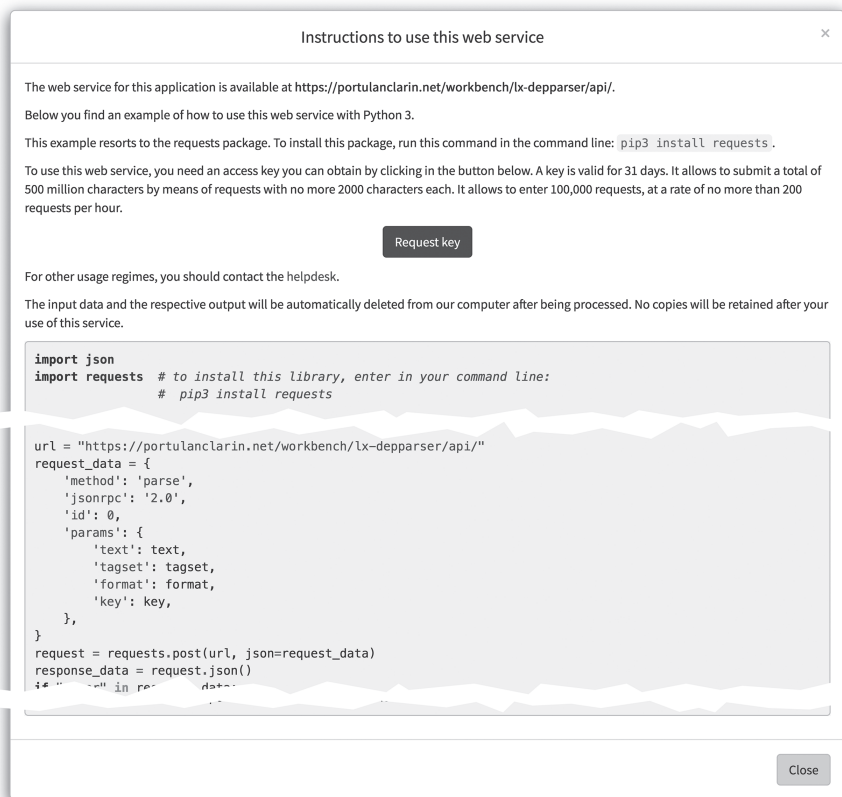 Instructions to use this web service
×
The web service for this application is available at https://portulanclarin.net/workbench/lx-depparser/api/.
Below you find an example of how to use this web service with Python 3.
This example resorts to the requests package. To install this package, run this command in the command line: pip3 install requests.
To use this web service, you need an access key you can obtain by clicking in the button below. A key is valid for 31 days. It allows to submit a total of
500 million characters by means of requests with no more 2000 characters each. It allows to enter 100,000 requests, at a rate of no more than 200
requests per hour.
Request key
For other usage regimes, you should contact the helpdesk.
The input data and the respective output will be automatically deleted from our computer after being processed. No copies will be retained after your
use of this service.
import json
import requests  # to install this library, enter in your command line:
                 #  pip3 install requests
url = "https://portulanclarin.net/workbench/lx-depparser/api/"
request_data = {
    'method': 'parse',
    'jsonrpc': '2.0',
    'id': 0,
    'params': {
        'text': text,
        'tagset': tagset,
        'format': format,
        'key': key,
    },
}
request = requests.post(url, json=request_data)
response_data = request.json()
if in
Close